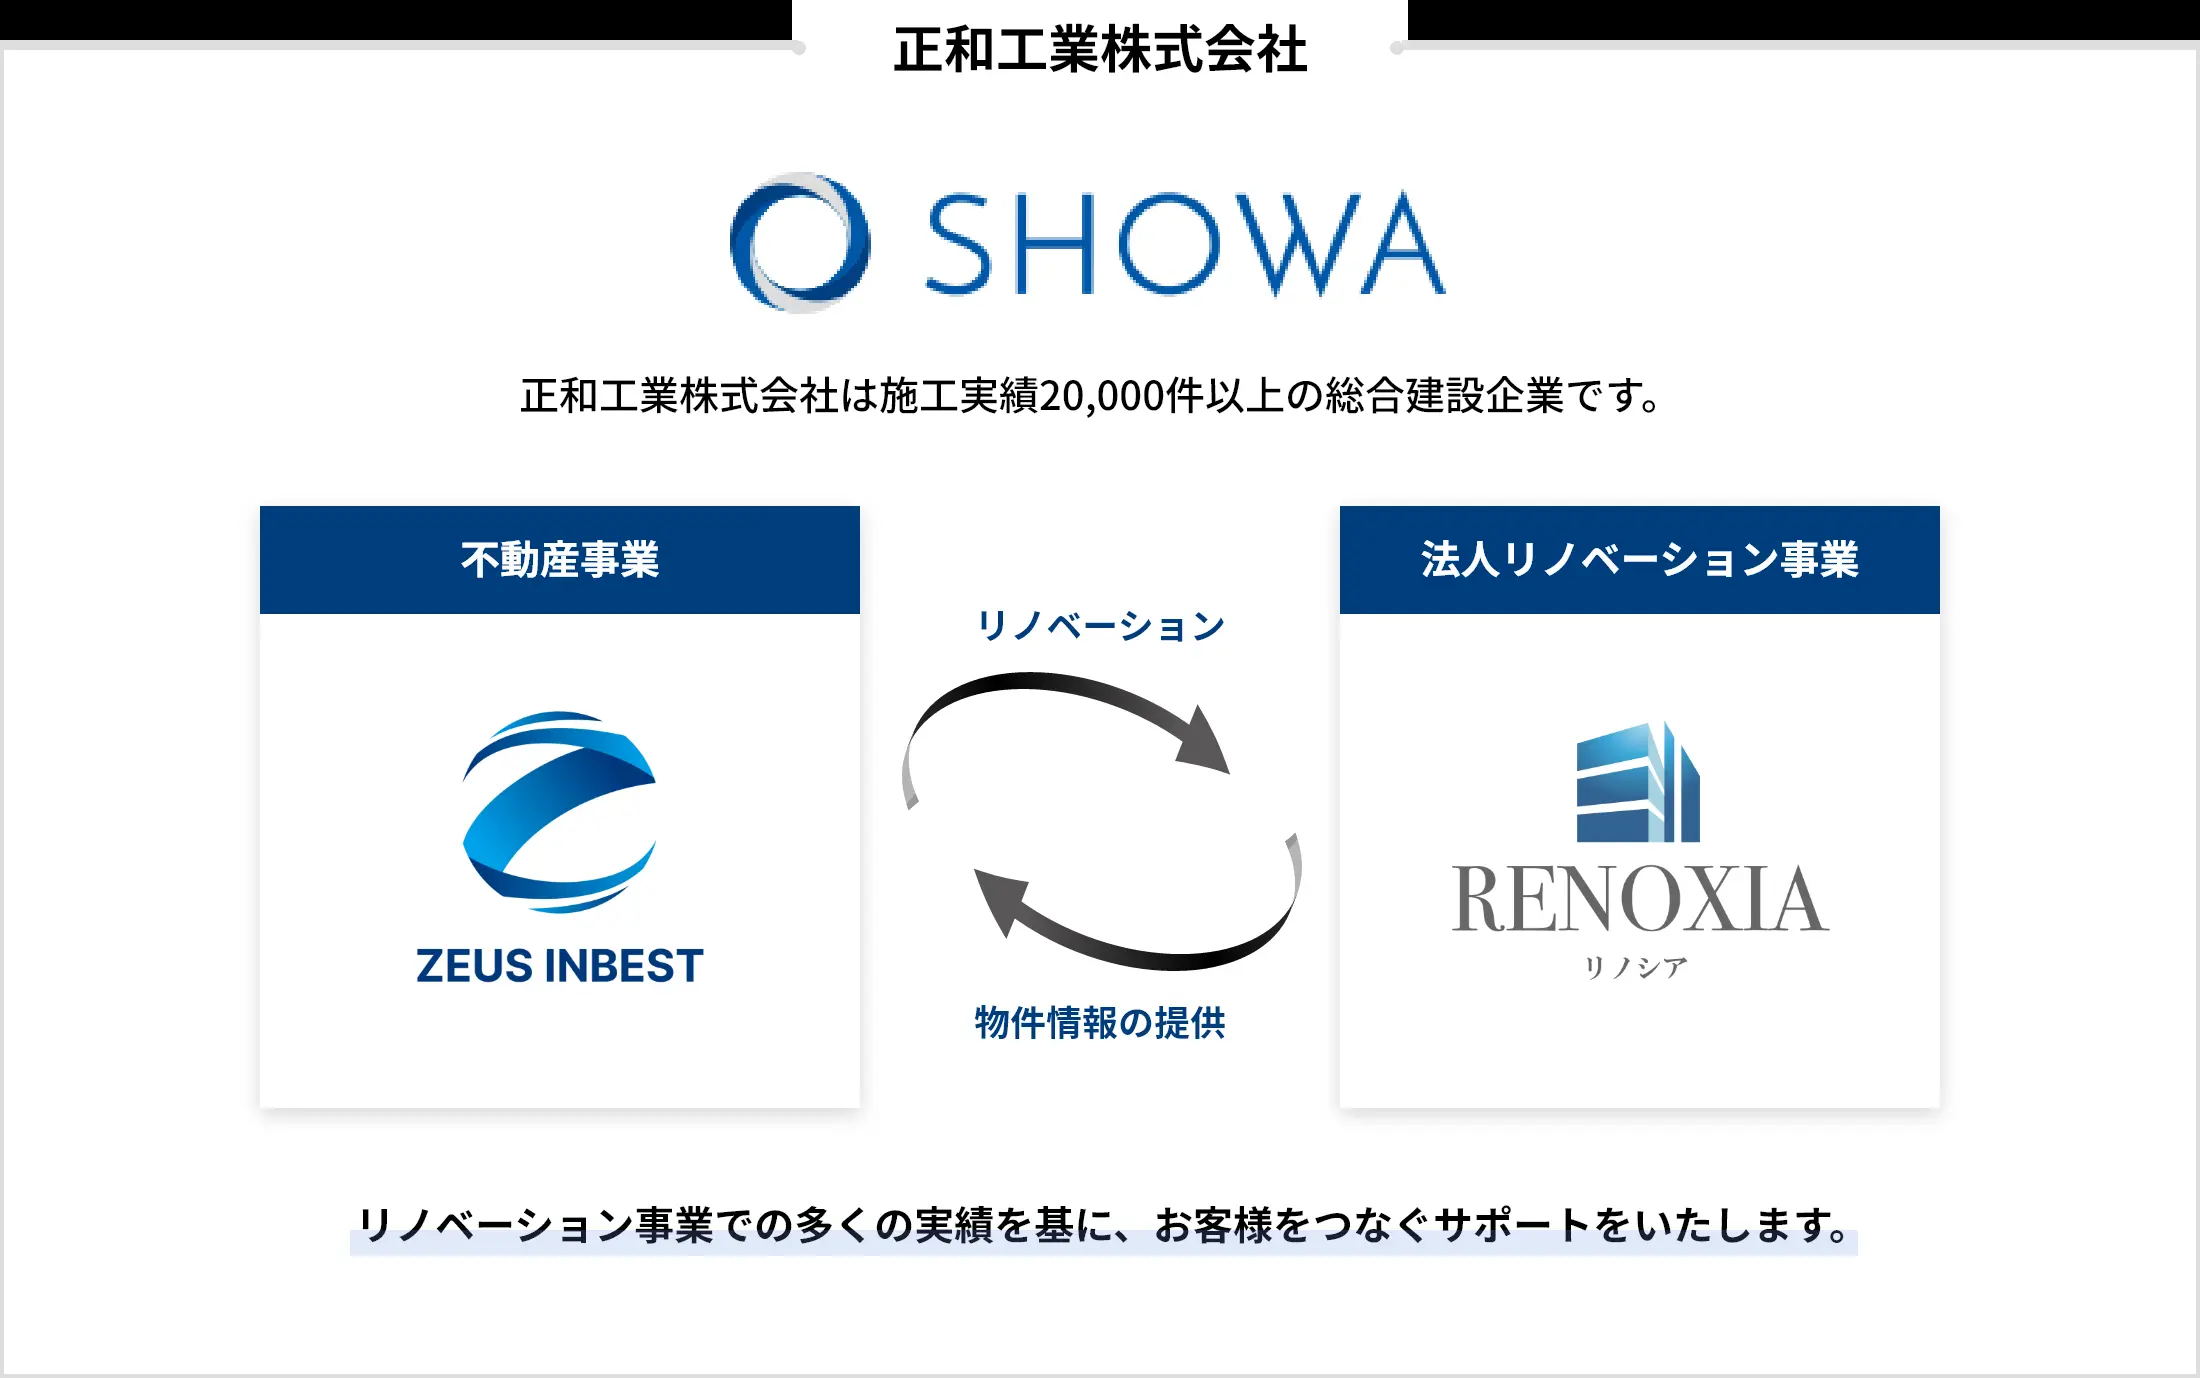 正和工業株式会社
SHOWA
正和工業株式会社は施工実績20,000件以上の総合建設企業です。
不動産事業
ZEUS INBEST
リノベーション
物件情報の提供
法人リノベーション事業
RENOXIA
リノシア
リノベーション事業での多くの実績を基に、お客様をつなぐサポートをいたします。